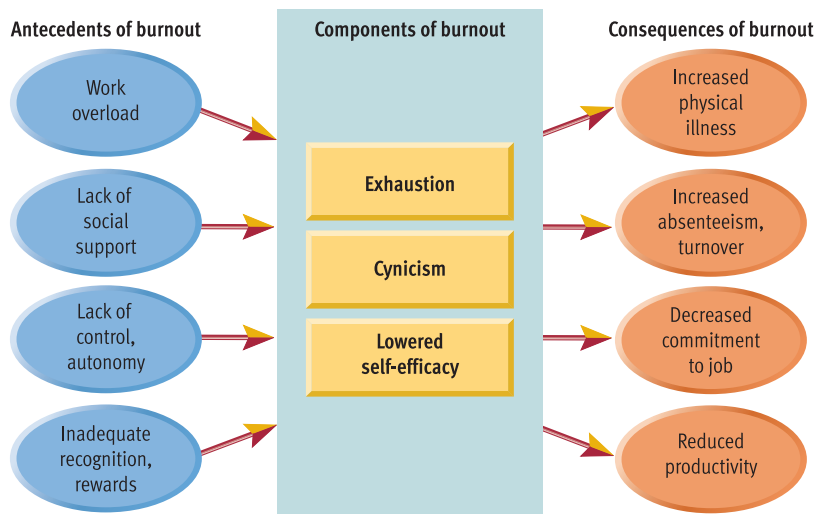 Antecedents of burnout
Work
overload
Lack of
social
support
Lack of
control,
autonomy
Inadequate
recognition,
rewards
Components of burnout
Exhaustion
Cynicism
Lowered
self-efficacy
Consequences of burnout
Increased
physical
illness
Increased
absenteeism,
turnover
Decreased
commitment
to job
Reduced
productivity